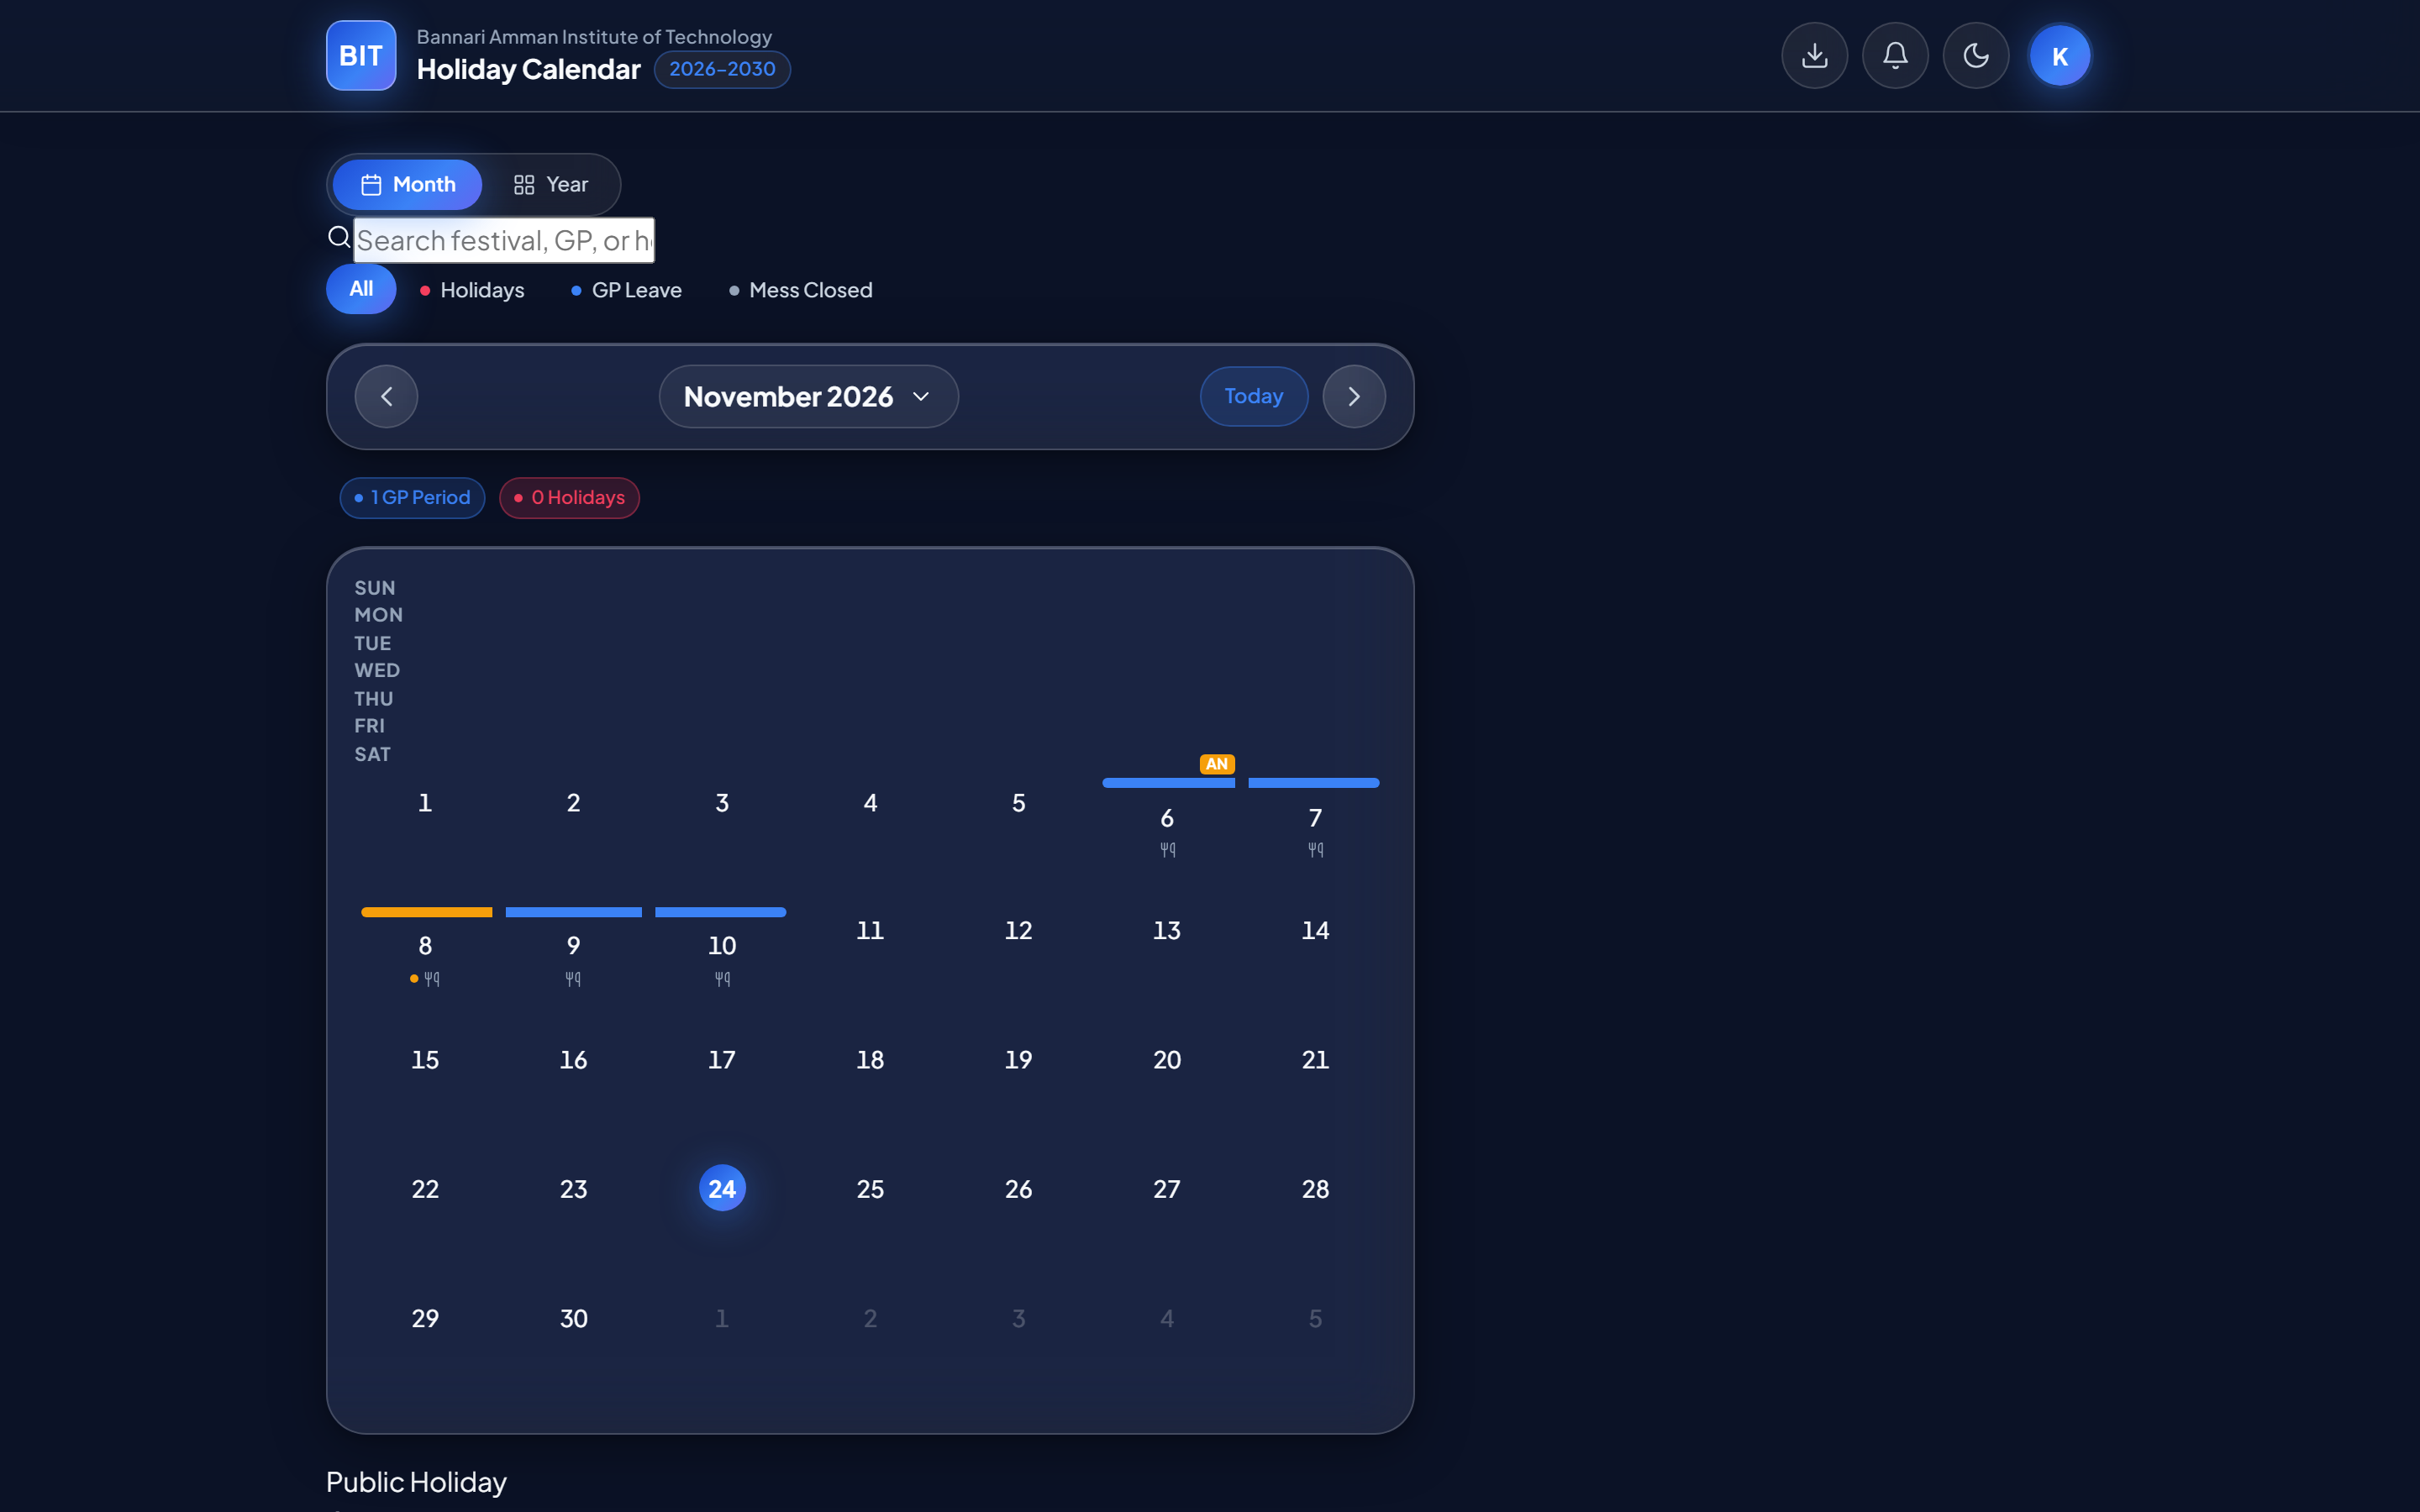 BIT
Bannari Amman Institute of Technology
Holiday Calendar 2026–2030
K
Month Year
Search festival, GP, or h
All Holidays GP Leave Mess Closed
November 2026
Today
1 GP Period 0 Holidays
SUN
MON
TUE
WED
THU
FRI
SAT
AN
1 2 3 4 5 6 7
8 9 10 11 12 13 14
15 16 17 18 19 20 21
22 23 24 25 26 27 28
29 30 1 2 3 4 5
Public Holiday